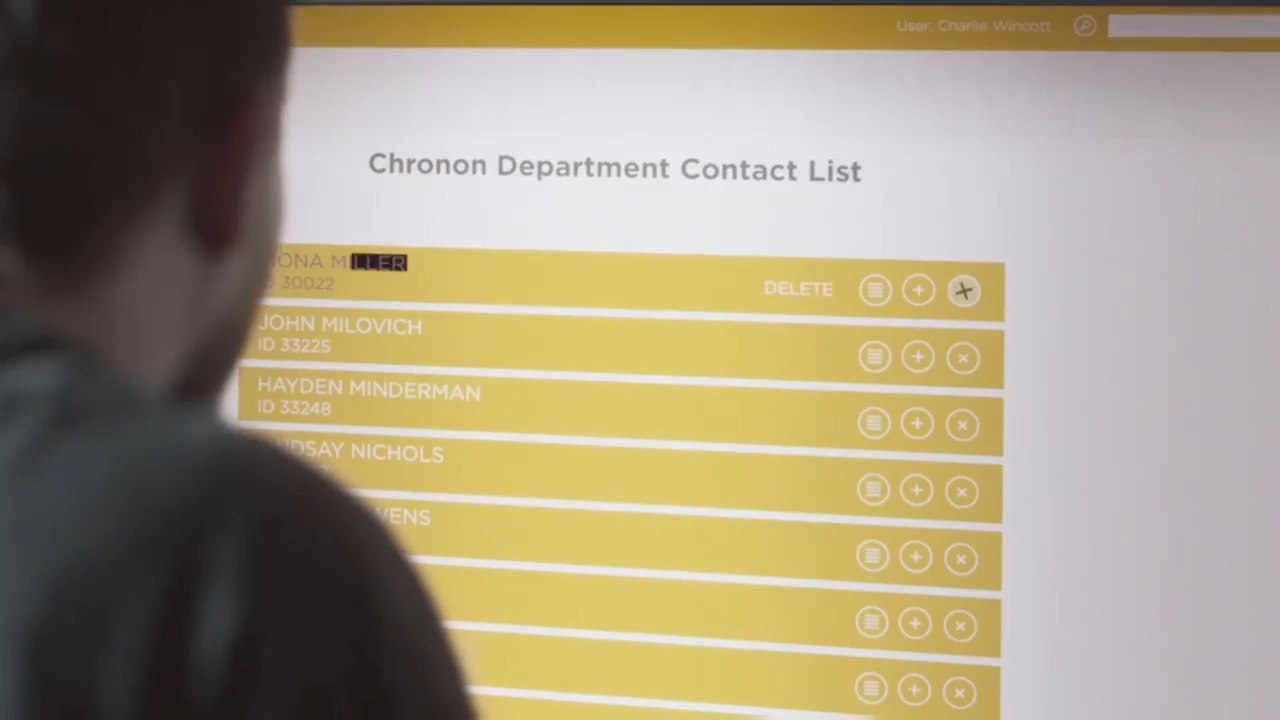 User: Charlie Wincott
Chronon Department Contact List
ONA MILLER
30022
DELETE
JOHN MILOVICH
ID 33225
HAYDEN MINDERMAN
ID 33248
DSAY NICHOLS
VENS